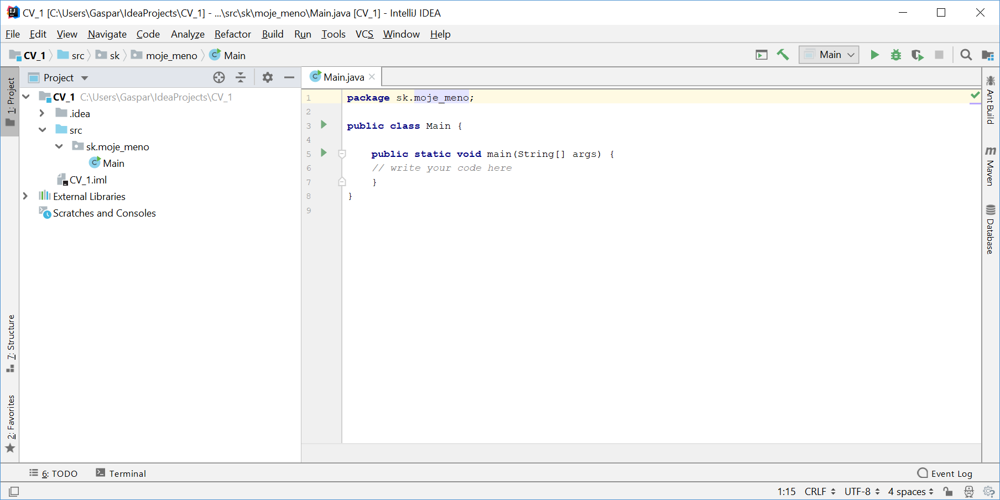 CV_1 [C:\Users\Gaspar\IdeaProjects\CV_1] - ...\src\sk\moje_meno\Main.java [CV_1] - IntelliJ IDEA
File Edit View Navigate Code Analyze Refactor Build Run Tools VCS Window Help
CV_1 src sk moje_meno Main
Main
1: Project
7: Structure
2: Favorites
Project
CV_1 C:\Users\Gaspar\IdeaProjects\CV_1
.idea
src
sk.moje_meno
Main
CV_1.iml
External Libraries
Scratches and Consoles
Main.java
1 package sk.moje_meno;
2
3 public class Main {
4
5 public static void main(String[] args) {
6 // write your code here
7 }
8 }
9
Ant Build
Maven
Database
6: TODO Terminal Event Log
1:15 CRLF UTF-8 4 spaces